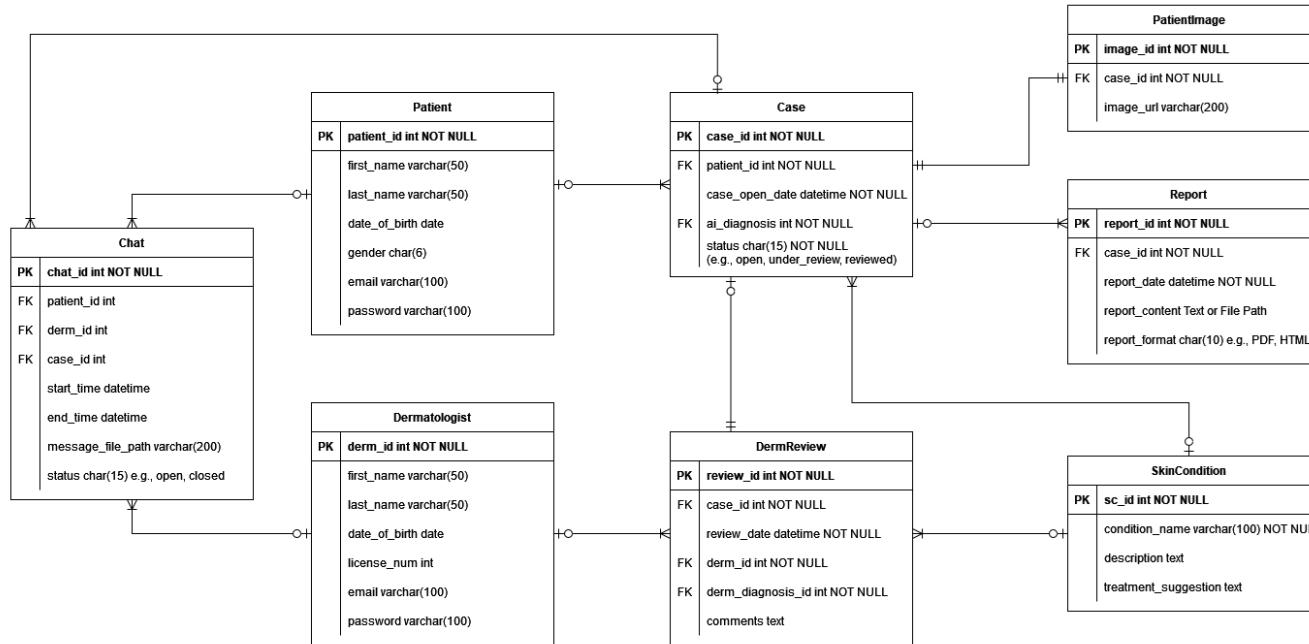 PatientImage
PK image_id int NOT NULL
FK case_id int NOT NULL
image_url varchar(200)
Patient
PK patient_id int NOT NULL
first_name varchar(50)
last_name varchar(50)
date_of_birth date
gender char(6)
email varchar(100)
password varchar(100)
Case
PK case_id int NOT NULL
FK patient_id int NOT NULL
case_open_date datetime NOT NULL
FK ai_diagnosis int NOT NULL
status char(15) NOT NULL
(e.g., open, under_review, reviewed)
Report
PK report_id int NOT NULL
FK case_id int NOT NULL
report_date datetime NOT NULL
report_content Text or File Path
report_format char(10) e.g., PDF, HTML
Chat
PK chat_id int NOT NULL
FK patient_id int
FK derm_id int
FK case_id int
start_time datetime
end_time datetime
message_file_path varchar(200)
status char(15) e.g., open, closed
Dermatologist
PK derm_id int NOT NULL
first_name varchar(50)
last_name varchar(50)
date_of_birth date
license_num int
email varchar(100)
password varchar(100)
DermReview
PK review_id int NOT NULL
FK case_id int NOT NULL
review_date datetime NOT NULL
FK derm_id int NOT NULL
FK derm_diagnosis_id int NOT NULL
comments text
SkinCondition
PK sc_id int NOT NULL
condition_name varchar(100) NOT NU
description text
treatment_suggestion text